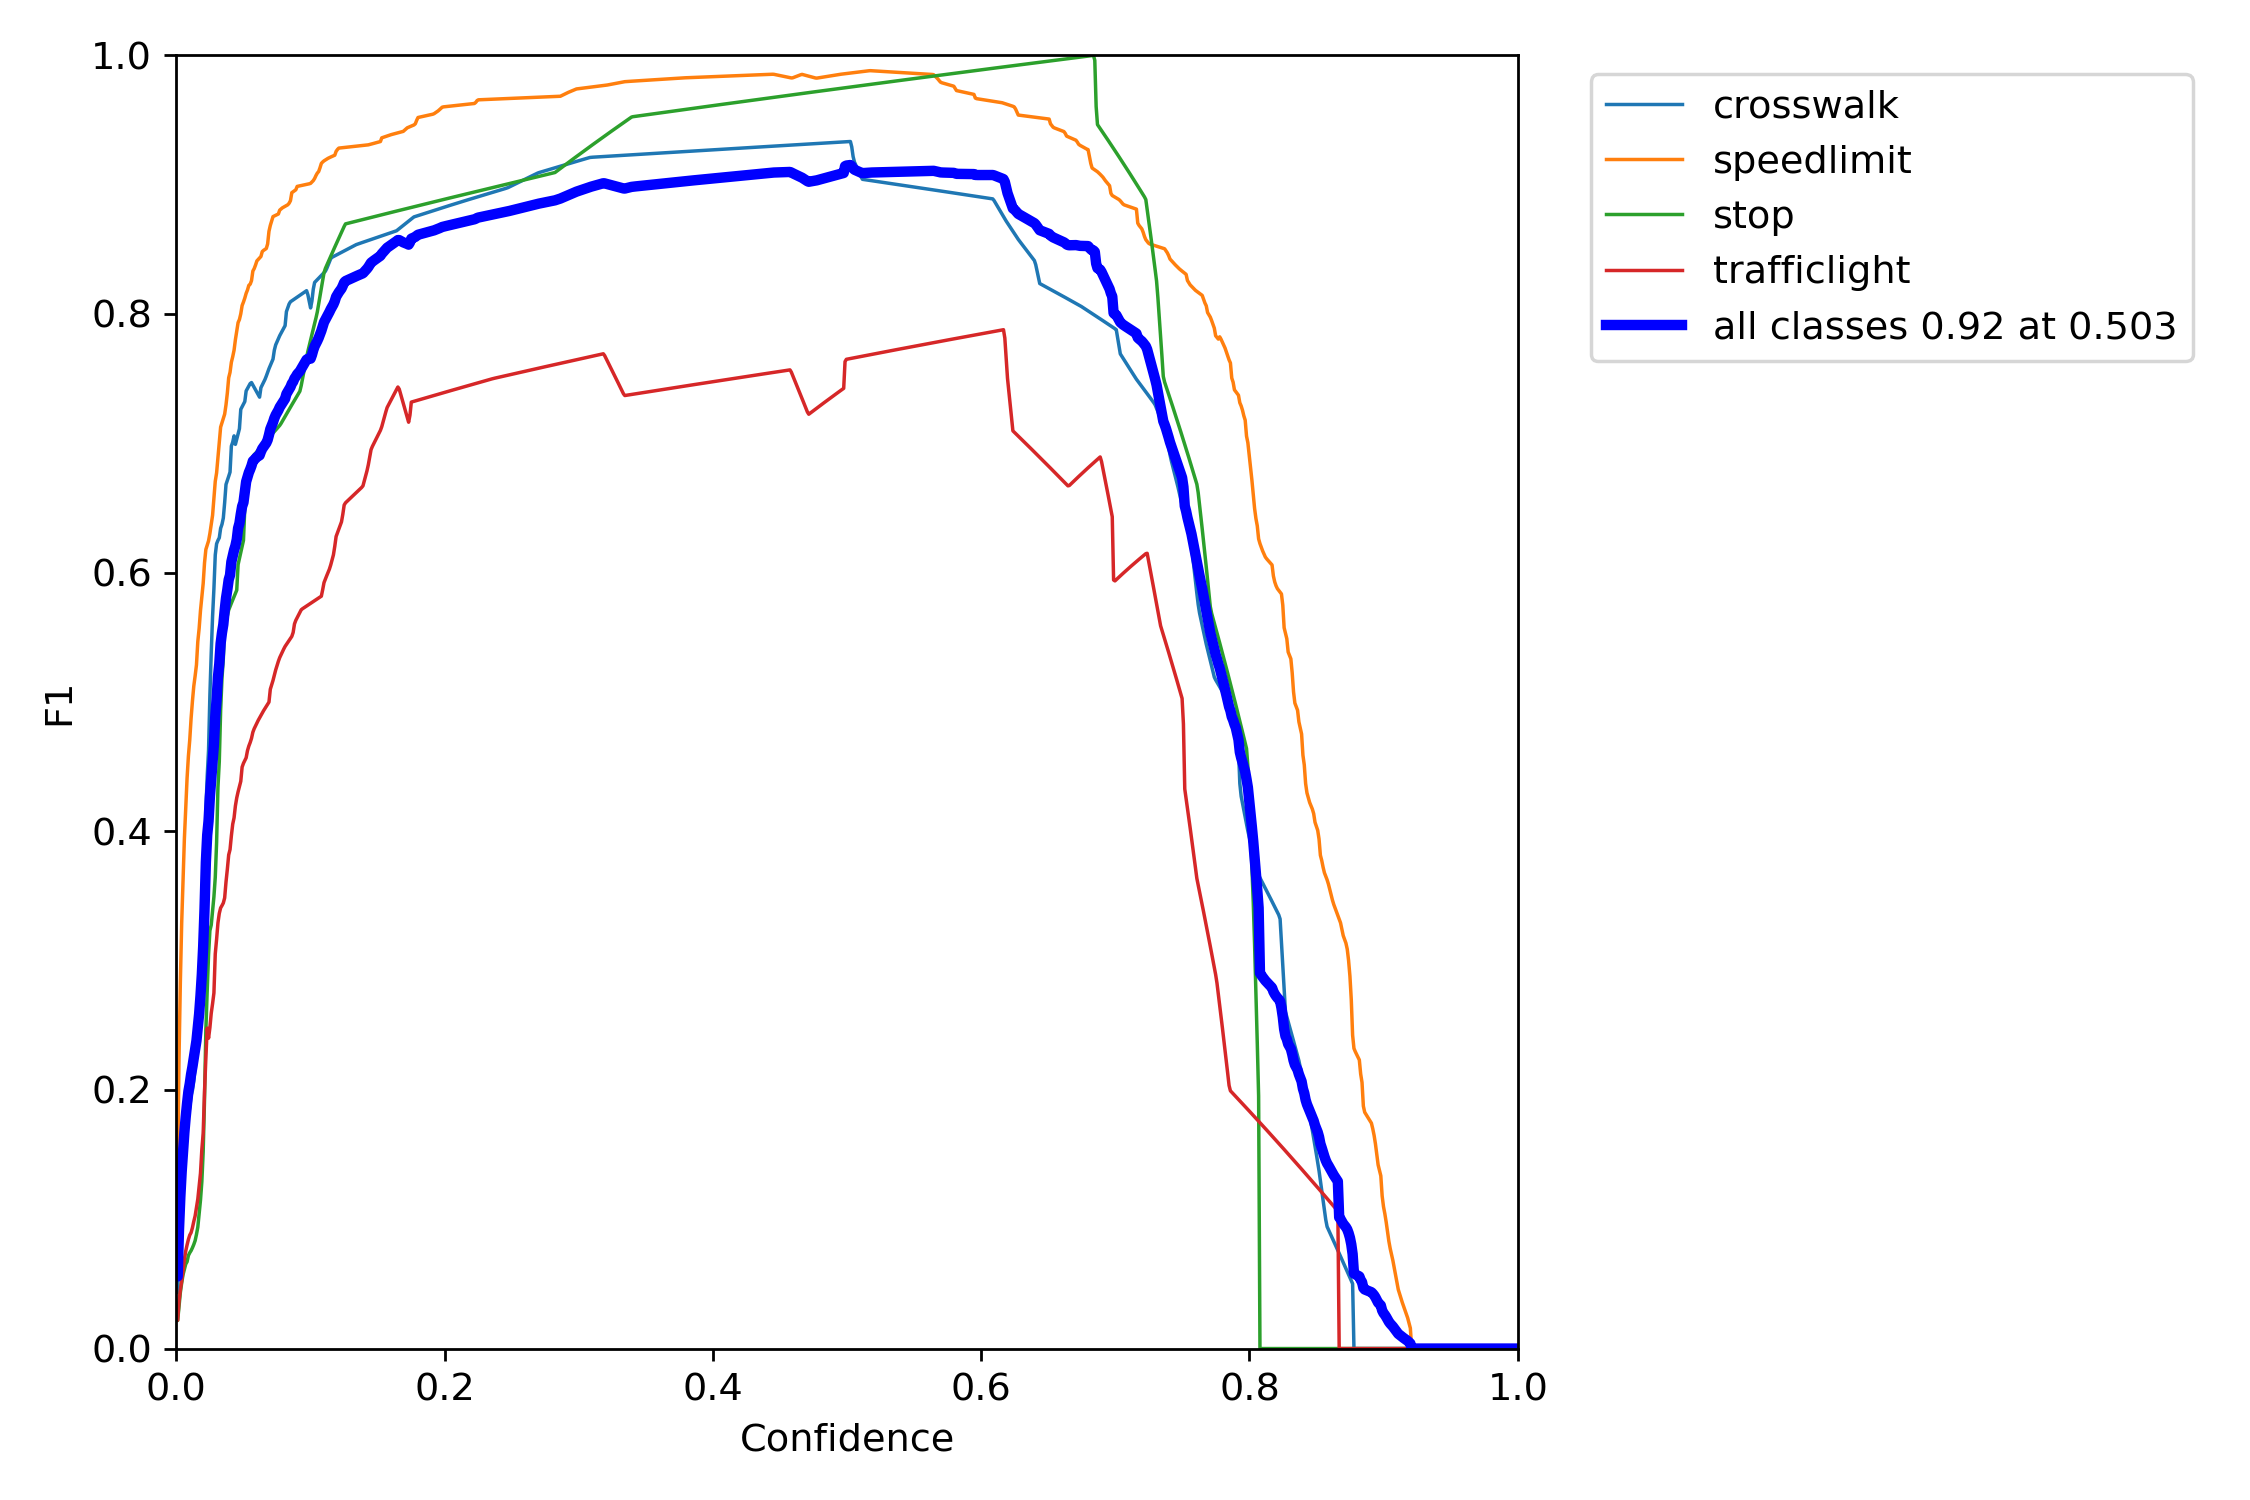 1.0
0.8
0.6
0.4
0.2
0.0
F1
0.0 0.2 0.4 0.6 0.8 1.0
Confidence
crosswalk
speedlimit
stop
trafficlight
all classes 0.92 at 0.503